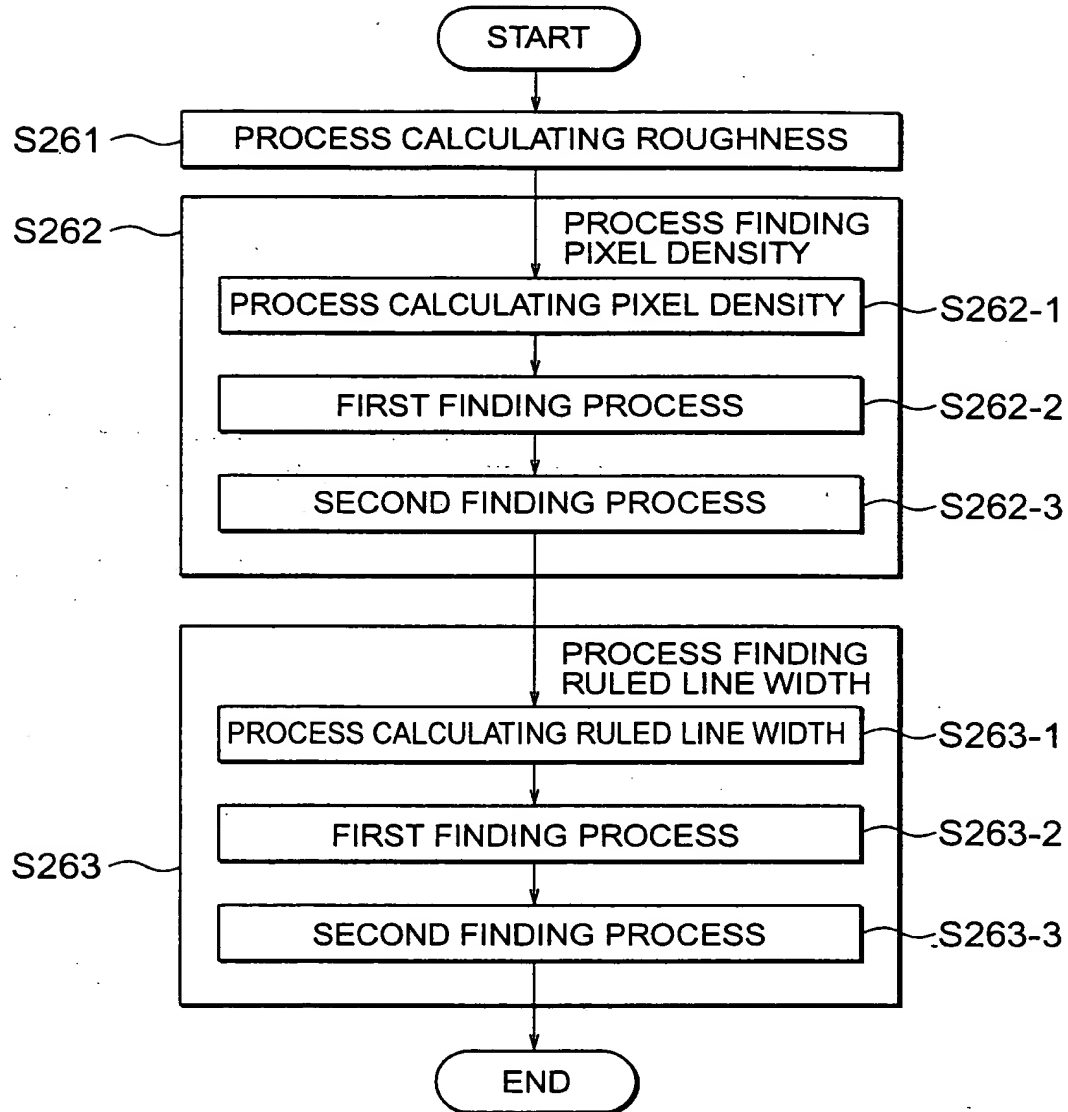 START
S261
PROCESS CALCULATING ROUGHNESS
S262
PROCESS FINDING
PIXEL DENSITY
PROCESS CALCULATING PIXEL DENSITY
S262-1
FIRST FINDING PROCESS
S262-2
SECOND FINDING PROCESS
S262-3
PROCESS FINDING
RULED LINE WIDTH
PROCESS CALCULATING RULED LINE WIDTH
S263-1
FIRST FINDING PROCESS
S263-2
S263
SECOND FINDING PROCESS
S263-3
END